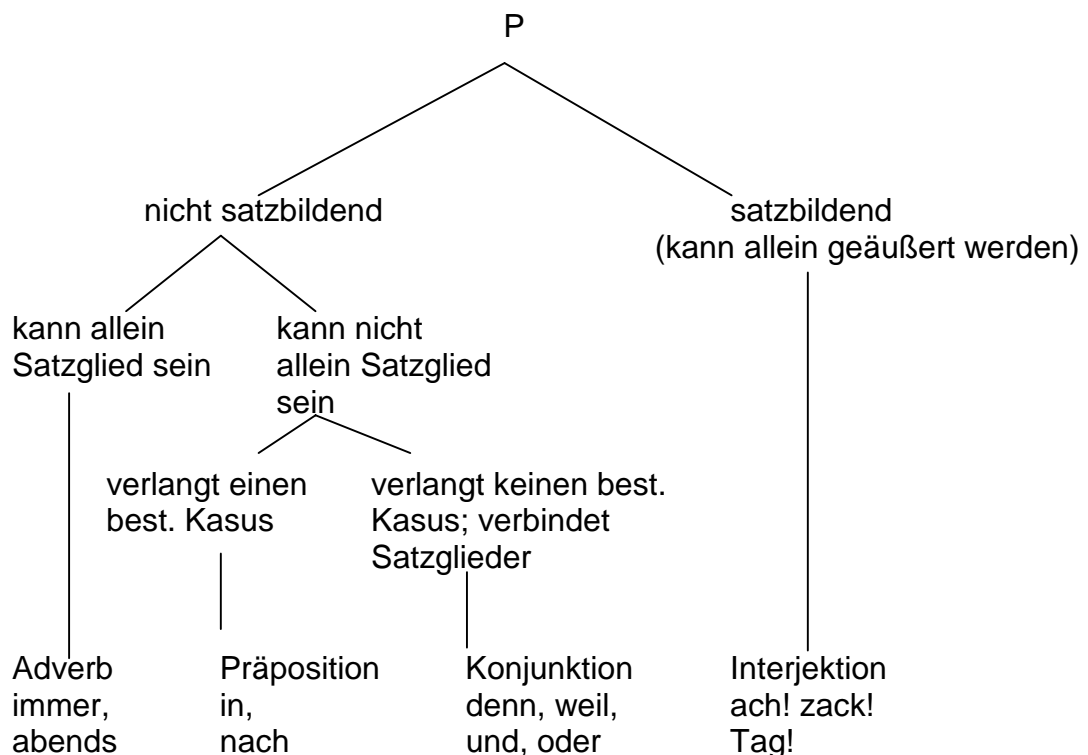 P
nicht satzbildend
satzbildend
(kann allein geäußert werden)
kann allein
Satzglied sein
kann nicht
allein Satzglied
sein
verlangt einen
best. Kasus
verlangt keinen best.
Kasus; verbindet
Satzglieder
Adverb
immer,
abends
Präposition
in,
nach
Konjunktion
denn, weil,
und, oder
Interjektion
ach! zack!
Tag!